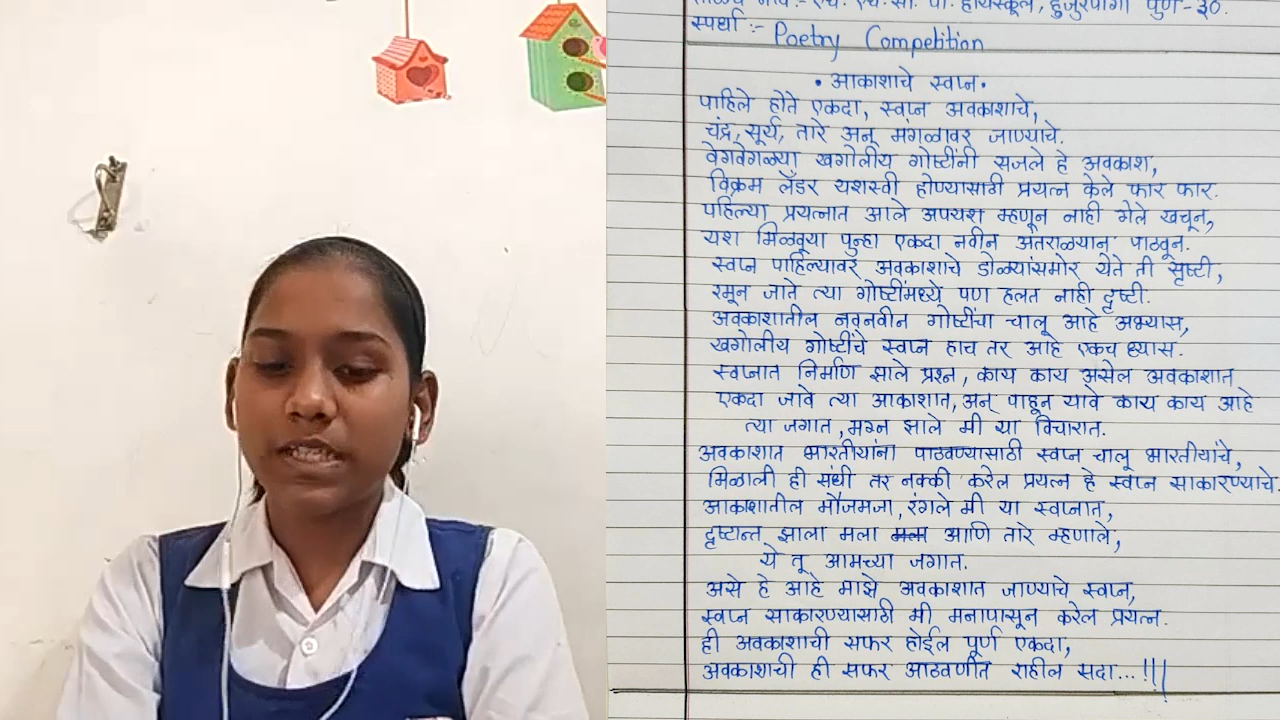 शाळेचे नाव :- एच. एच. सी. पी. हायस्कूल, हुजुरपागा पुणे - ३०.
स्पर्धा :- Poetry Competition
• आकाशाचे स्वप्न •
पाहिले होते एकदा, स्वप्न अवकाशाचे,
चंद्र, सूर्य, तारे अन् मंगळावर जाण्याचे.
वेगवेगळ्या खगोलीय गोष्टींनी सजले हे अवकाश,
विक्रम लँडर यशस्वी होण्यासाठी प्रयत्न केले फार फार.
पहिल्या प्रयत्नात आले अपयश म्हणून नाही गेले खचून,
यश मिळवूया पुन्हा एकदा नवीन अंतराळयान पाठवून.
स्वप्न पाहिल्यावर अवकाशाचे डोळ्यांसमोर येते ती सृष्टी,
रमून जाते त्या गोष्टींमध्ये पण हलत नाही दृष्टी.
अवकाशातील नवनवीन गोष्टींचा चालू आहे अभ्यास,
खगोलीय गोष्टींचे स्वप्न हाच तर आहे एकच ध्यास.
स्वप्नात निर्माण झाले प्रश्न, काय काय असेल अवकाशात
एकदा जावे त्या आकाशात, अन् पाहून यावे काय काय आहे
त्या जगात, मग्न झाले मी या विचारात.
अवकाशात भारतीयांना पाठवण्यासाठी स्वप्न चालू भारतीयांचे,
मिळाली ही संधी तर नक्की करेल प्रयत्न हे स्वप्न साकारण्याचे.
आकाशातील मौजमजा, रंगले मी या स्वप्नात,
दृष्टान्त झाला मला आणि तारे म्हणाले,
ये तू आमच्या जगात.
असे हे आहे माझे अवकाशात जाण्याचे स्वप्न,
स्वप्न साकारण्यासाठी मी मनापासून करेल प्रयत्न.
ही अवकाशाची सफर होईल पूर्ण एकदा,
अवकाशाची ही सफर आठवणीत राहील सदा...!!!